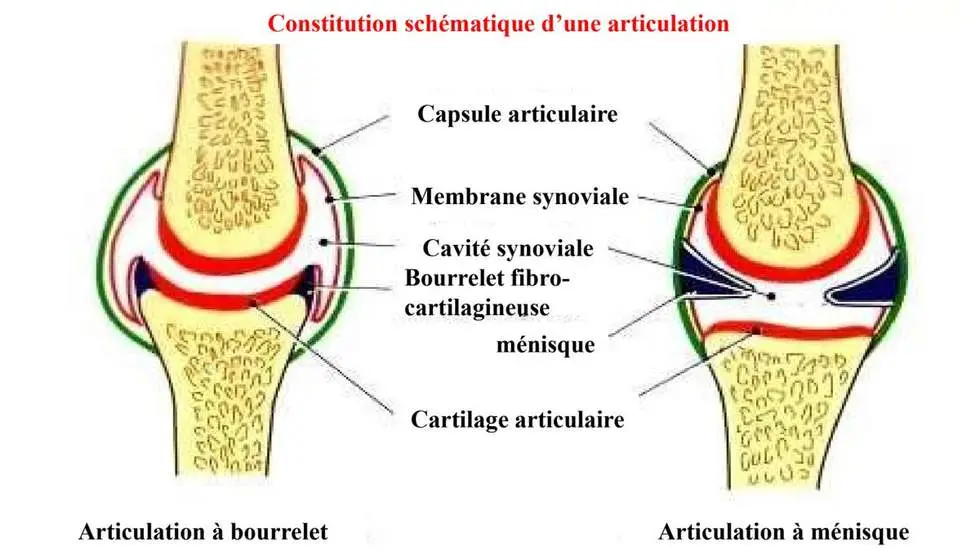 Constitution schématique d’une articulation
Capsule articulaire
Membrane synoviale
Cavité synoviale
Bourrelet fibro-
cartilagineuse
ménisque
Cartilage articulaire
Articulation à bourrelet
Articulation à ménisque